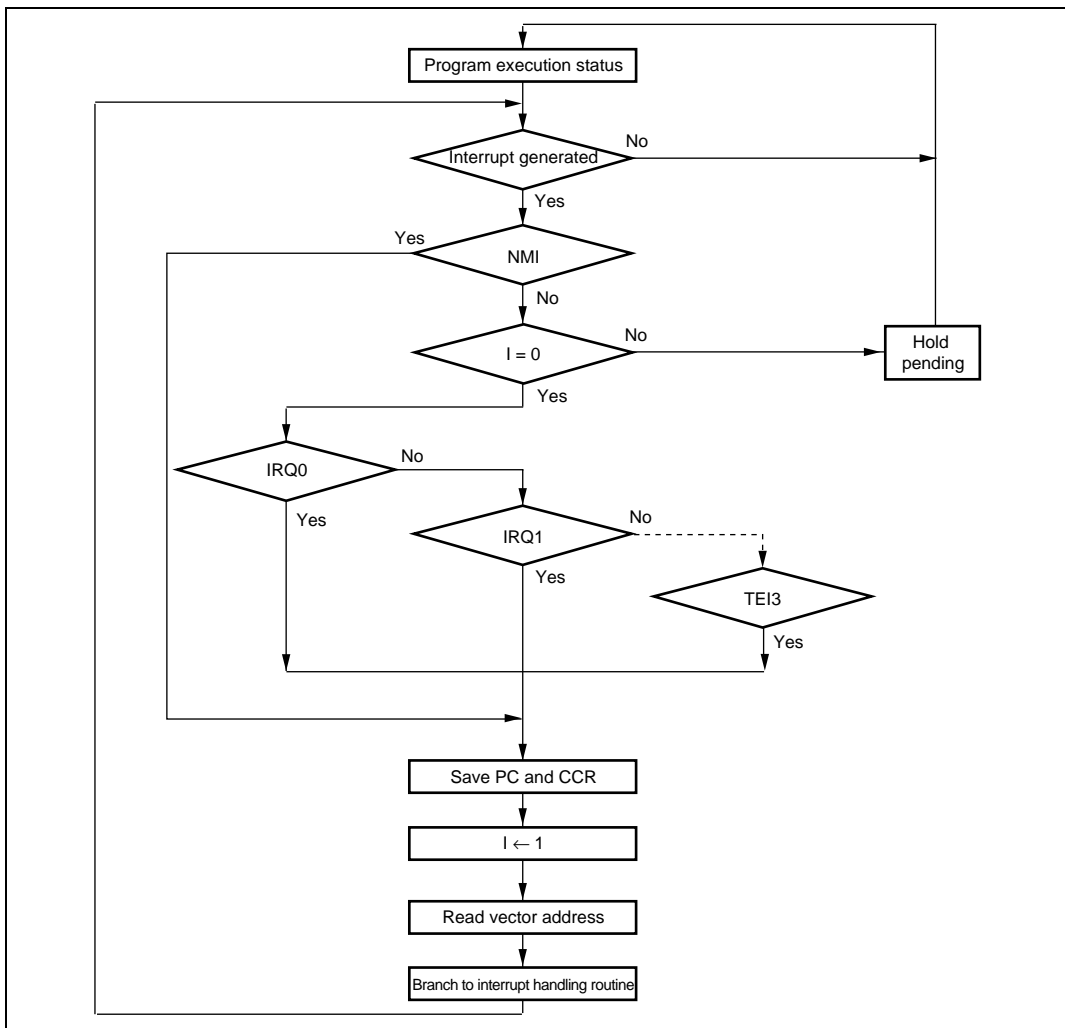 Program execution status
Interrupt generated
No
Yes
Yes
NMI
No
I = 0
No
Hold
pending
Yes
IRQ0
No
Yes
IRQ1
No
Yes
TEI3
Yes
Save PC and CCR
I ← 1
Read vector address
Branch to interrupt handling routine